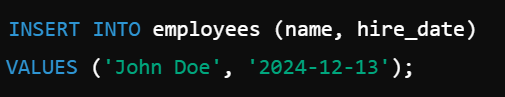 INSERT INTO employees (name, hire_date)
VALUES ('John Doe', '2024-12-13');